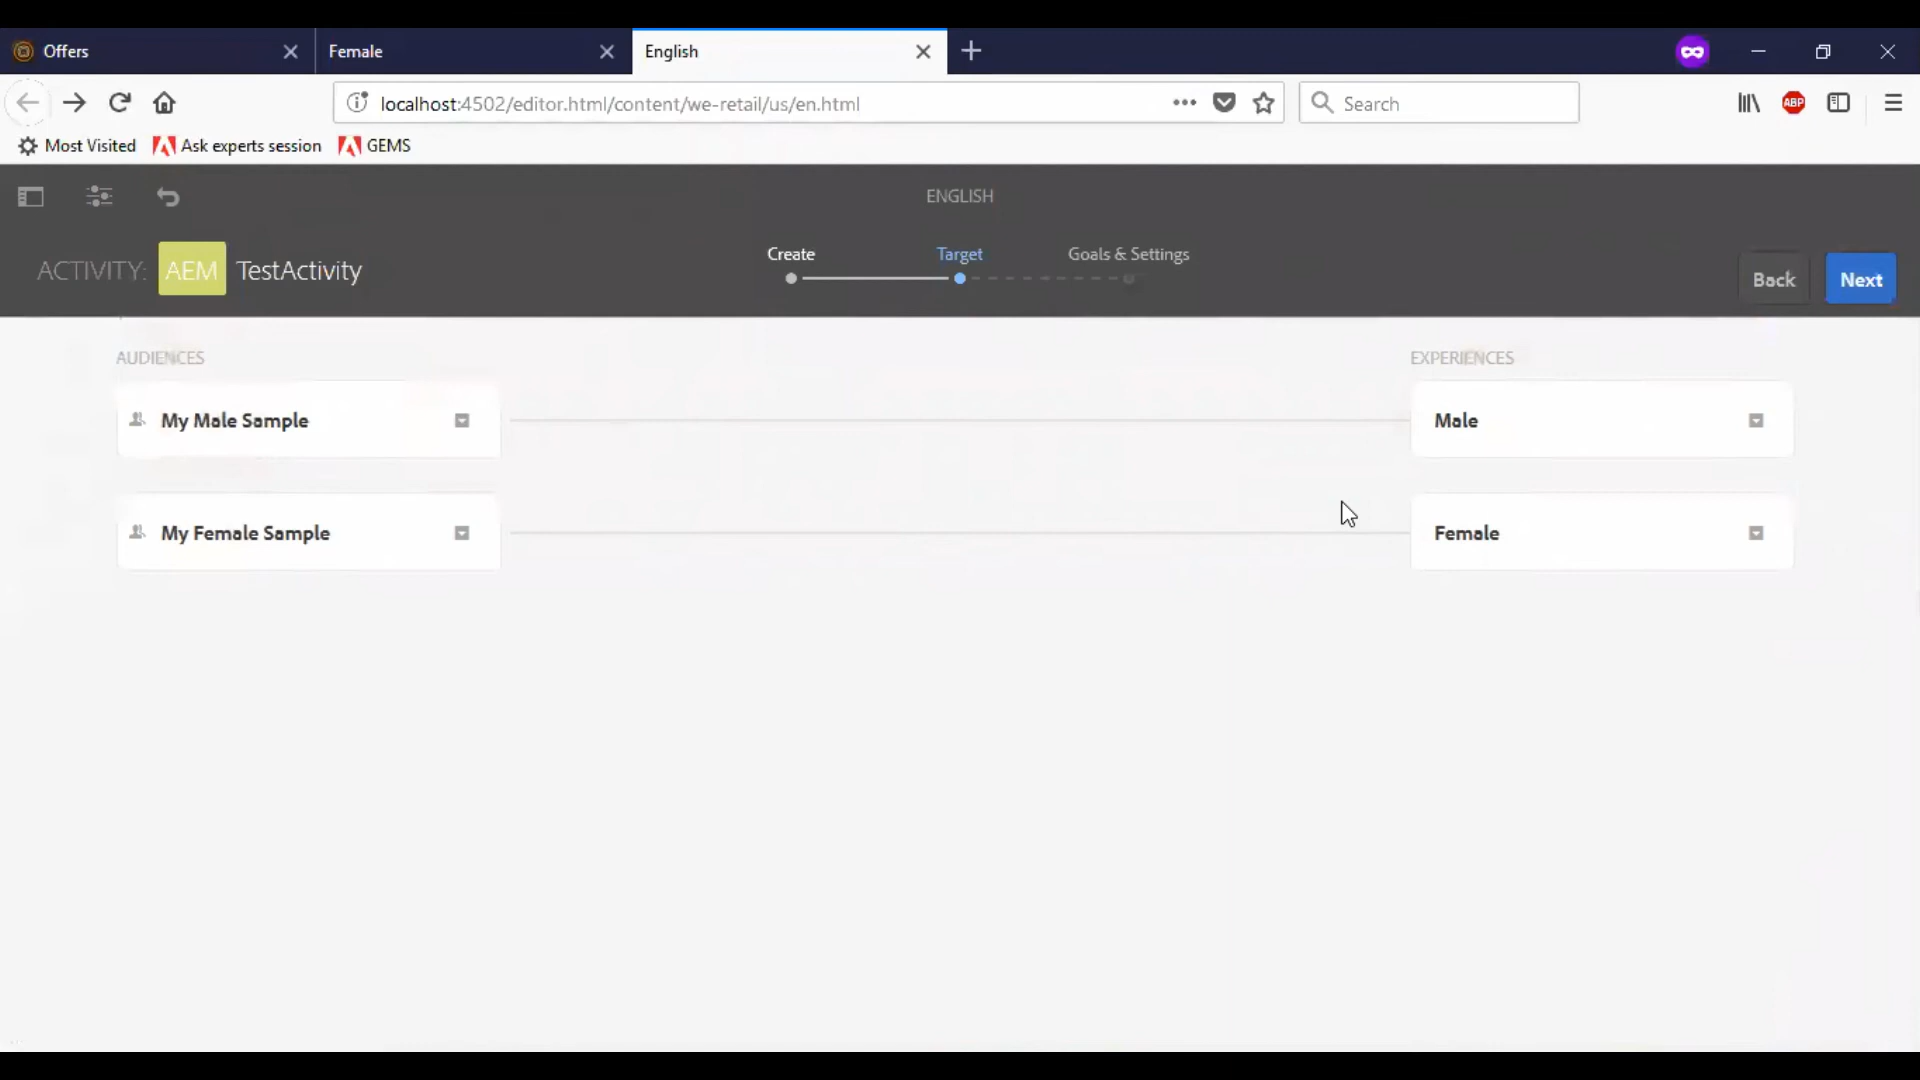 Offers
Female
English
localhost:4502/editor.html/content/we-retail/us/en.html
Search
ABP
Most Visited
Ask experts session
GEMS
ENGLISH
ACTIVITY: AEM TestActivity
Create
Target
Goals & Settings
Back
Next
AUDIENCES
EXPERIENCES
My Male Sample
Male
My Female Sample
Female